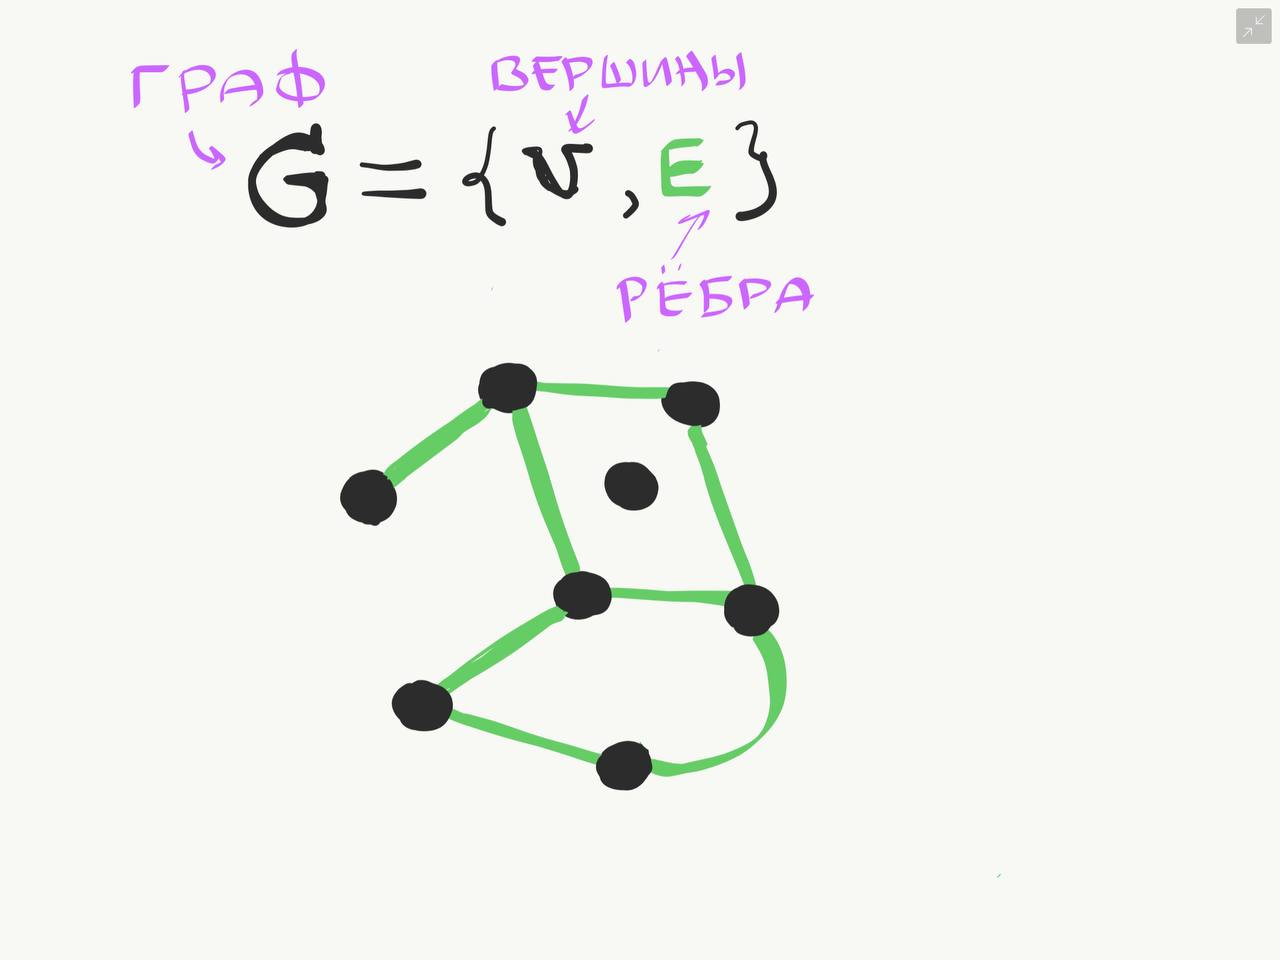 ГРАФ
ВЕРШИНЫ
G = { V , E }
РЁБРА